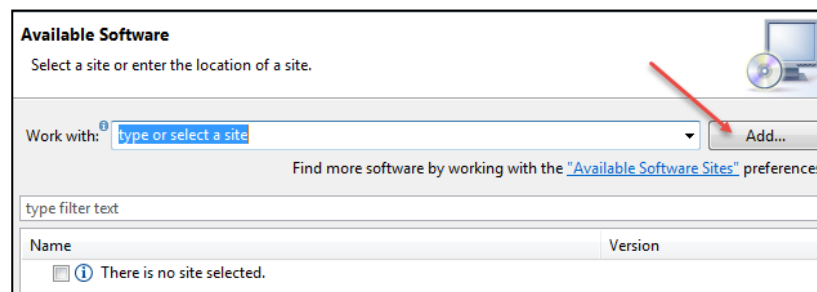 Available Software
Select a site or enter the location of a site.
Work with: type or select a site Add...
Find more software by working with the "Available Software Sites" preferences
type filter text
Name Version
There is no site selected.